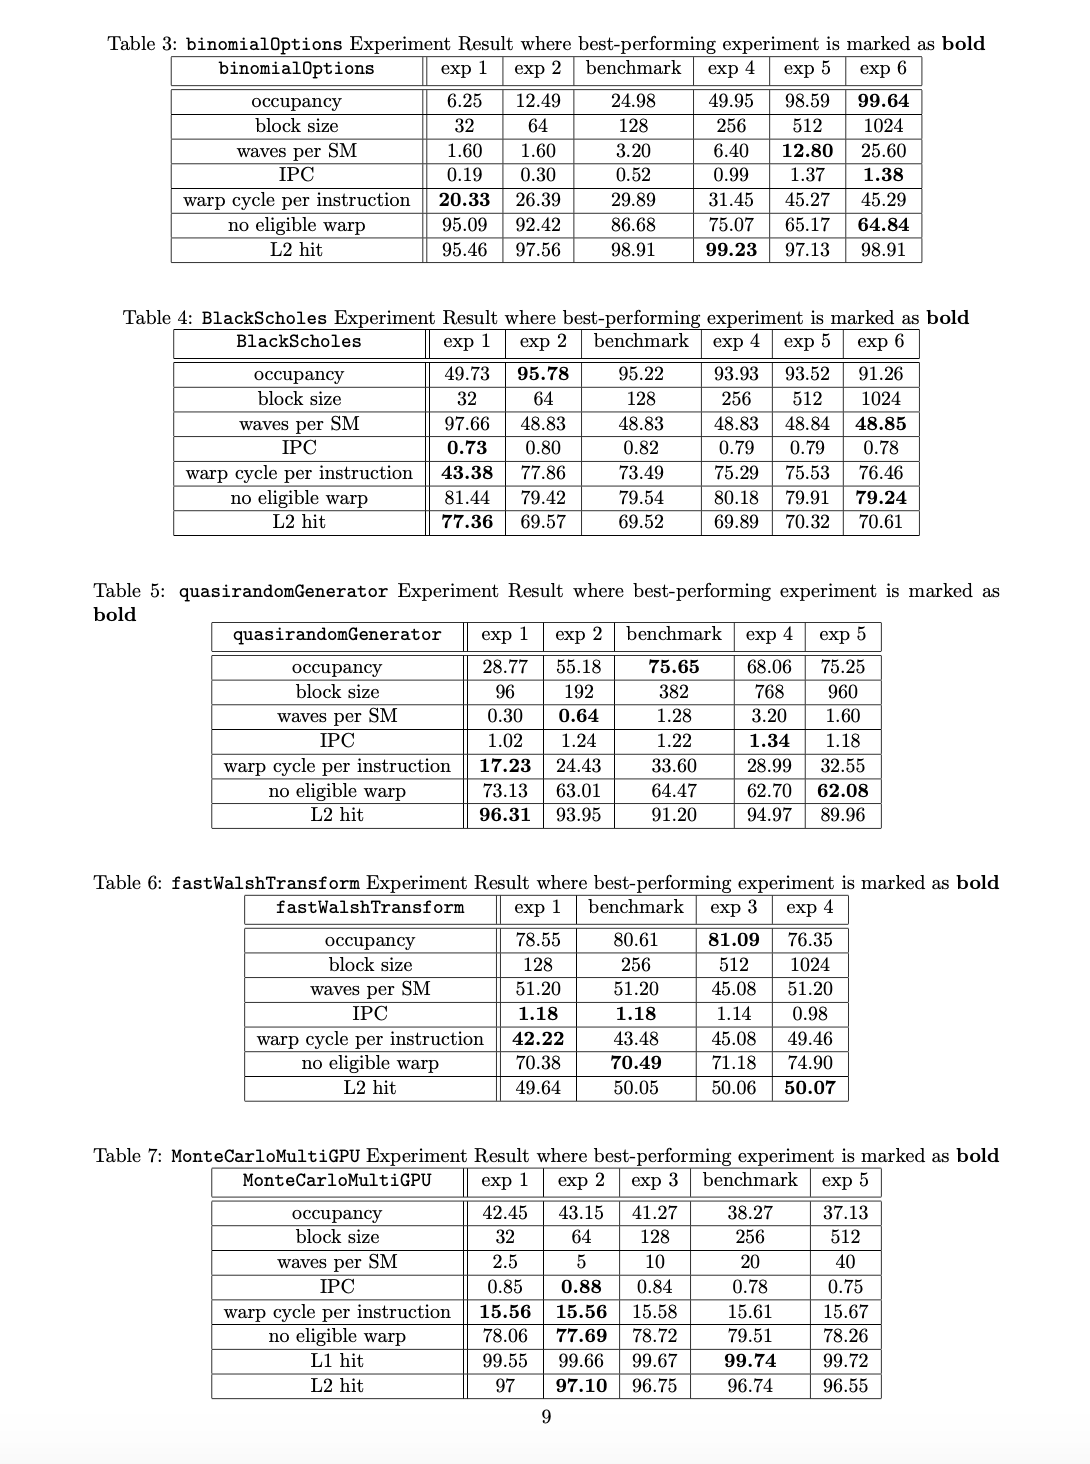 Table 3: binomialOptions Experiment Result where best-performing experiment is marked as bold
binomialOptions exp 1 exp 2 benchmark exp 4 exp 5 exp 6
occupancy 6.25 12.49 24.98 49.95 98.59 99.64
block size 32 64 128 256 512 1024
waves per SM 1.60 1.60 3.20 6.40 12.80 25.60
IPC 0.19 0.30 0.52 0.99 1.37 1.38
warp cycle per instruction 20.33 26.39 29.89 31.45 45.27 45.29
no eligible warp 95.09 92.42 86.68 75.07 65.17 64.84
L2 hit 95.46 97.56 98.91 99.23 97.13 98.91
Table 4: BlackScholes Experiment Result where best-performing experiment is marked as bold
BlackScholes exp 1 exp 2 benchmark exp 4 exp 5 exp 6
occupancy 49.73 95.78 95.22 93.93 93.52 91.26
block size 32 64 128 256 512 1024
waves per SM 97.66 48.83 48.83 48.83 48.84 48.85
IPC 0.73 0.80 0.82 0.79 0.79 0.78
warp cycle per instruction 43.38 77.86 73.49 75.29 75.53 76.46
no eligible warp 81.44 79.42 79.54 80.18 79.91 79.24
L2 hit 77.36 69.57 69.52 69.89 70.32 70.61
Table 5: quasirandomGenerator Experiment Result where best-performing experiment is marked as
bold
quasirandomGenerator exp 1 exp 2 benchmark exp 4 exp 5
occupancy 28.77 55.18 75.65 68.06 75.25
block size 96 192 382 768 960
waves per SM 0.30 0.64 1.28 3.20 1.60
IPC 1.02 1.24 1.22 1.34 1.18
warp cycle per instruction 17.23 24.43 33.60 28.99 32.55
no eligible warp 73.13 63.01 64.47 62.70 62.08
L2 hit 96.31 93.95 91.20 94.97 89.96
Table 6: fastWalshTransform Experiment Result where best-performing experiment is marked as bold
fastWalshTransform exp 1 benchmark exp 3 exp 4
occupancy 78.55 80.61 81.09 76.35
block size 128 256 512 1024
waves per SM 51.20 51.20 45.08 51.20
IPC 1.18 1.18 1.14 0.98
warp cycle per instruction 42.22 43.48 45.08 49.46
no eligible warp 70.38 70.49 71.18 74.90
L2 hit 49.64 50.05 50.06 50.07
Table 7: MonteCarloMultiGPU Experiment Result where best-performing experiment is marked as bold
MonteCarloMultiGPU exp 1 exp 2 exp 3 benchmark exp 5
occupancy 42.45 43.15 41.27 38.27 37.13
block size 32 64 128 256 512
waves per SM 2.5 5 10 20 40
IPC 0.85 0.88 0.84 0.78 0.75
warp cycle per instruction 15.56 15.56 15.58 15.61 15.67
no eligible warp 78.06 77.69 78.72 79.51 78.26
L1 hit 99.55 99.66 99.67 99.74 99.72
L2 hit 97 97.10 96.75 96.74 96.55
9